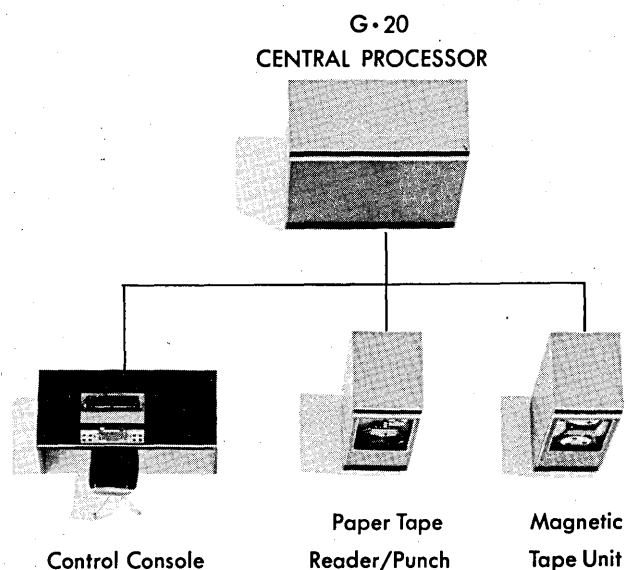 G•20
CENTRAL PROCESSOR
Paper Tape
Reader/Punch
Magnetic
Tape Unit
Control Console